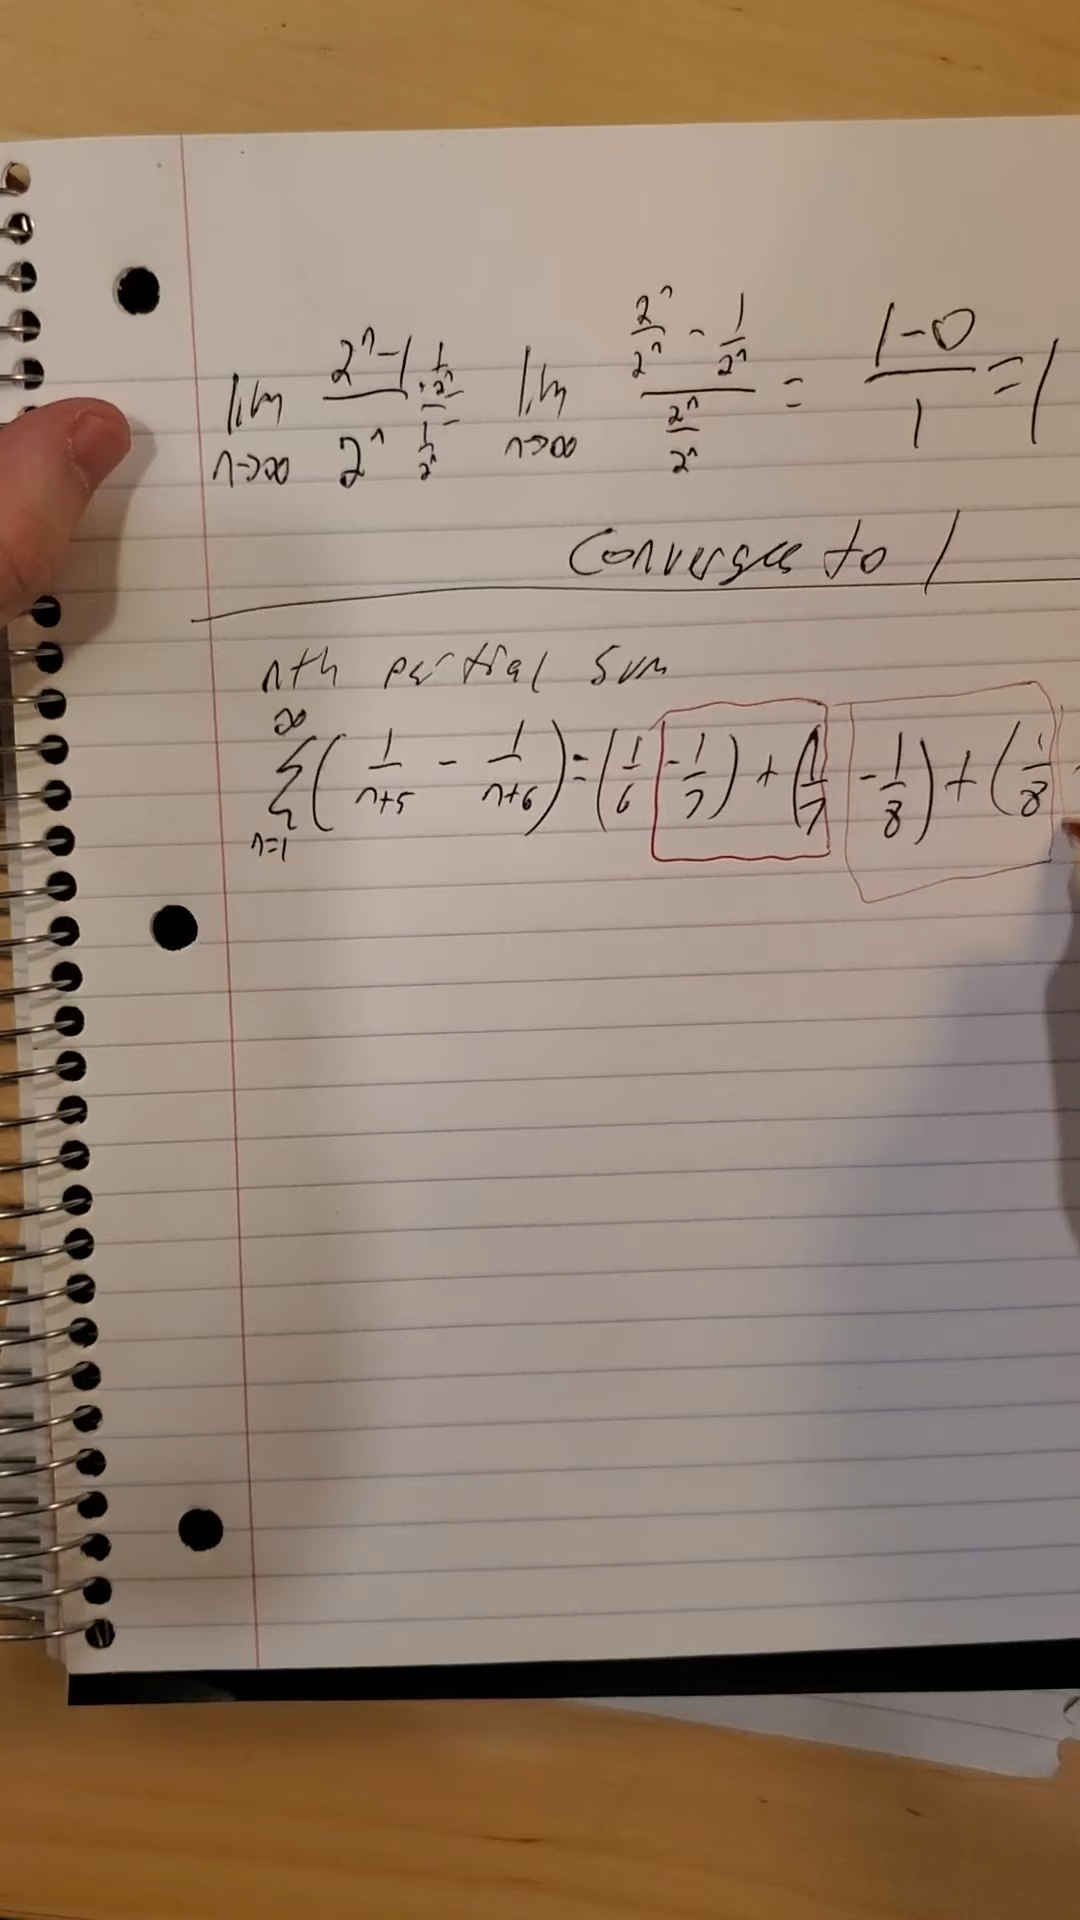 lim n→∞ (2^n - 1)/(2^n) · (1/2^n)/(1/2^n) = lim n→∞ (2^n/2^n - 1/2^n)/(2^n/2^n) = (1-0)/1 = 1
Converges to 1
nth partial sum
∞ Σ n=1 (1/(n+5) - 1/(n+6)) = (1/6 - 1/7) + (1/7 - 1/8) + (1/8